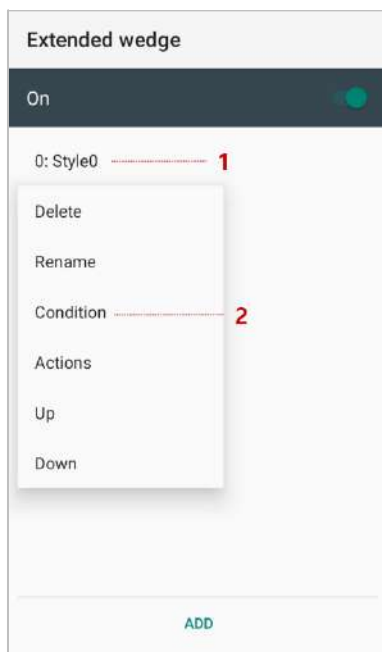 Extended wedge
On
0: Style0 1
Delete
Rename
Condition 2
Actions
Up
Down
ADD